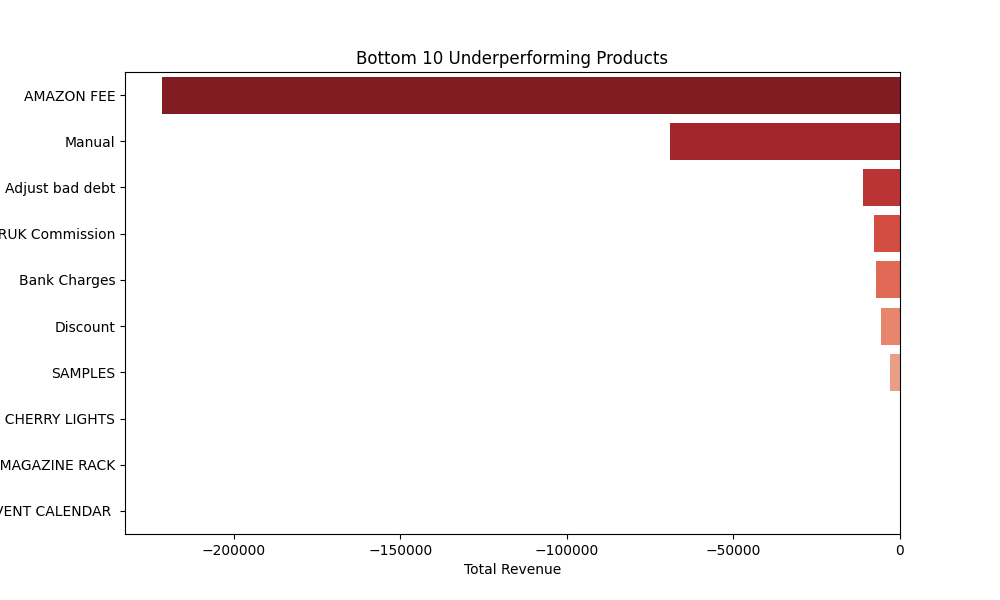 Bottom 10 Underperforming Products
AMAZON FEE
Manual
Adjust bad debt
RUK Commission
Bank Charges
Discount
SAMPLES
CHERRY LIGHTS
MAGAZINE RACK
CALENDAR
−200000 −150000 −100000 −50000 0
Total Revenue